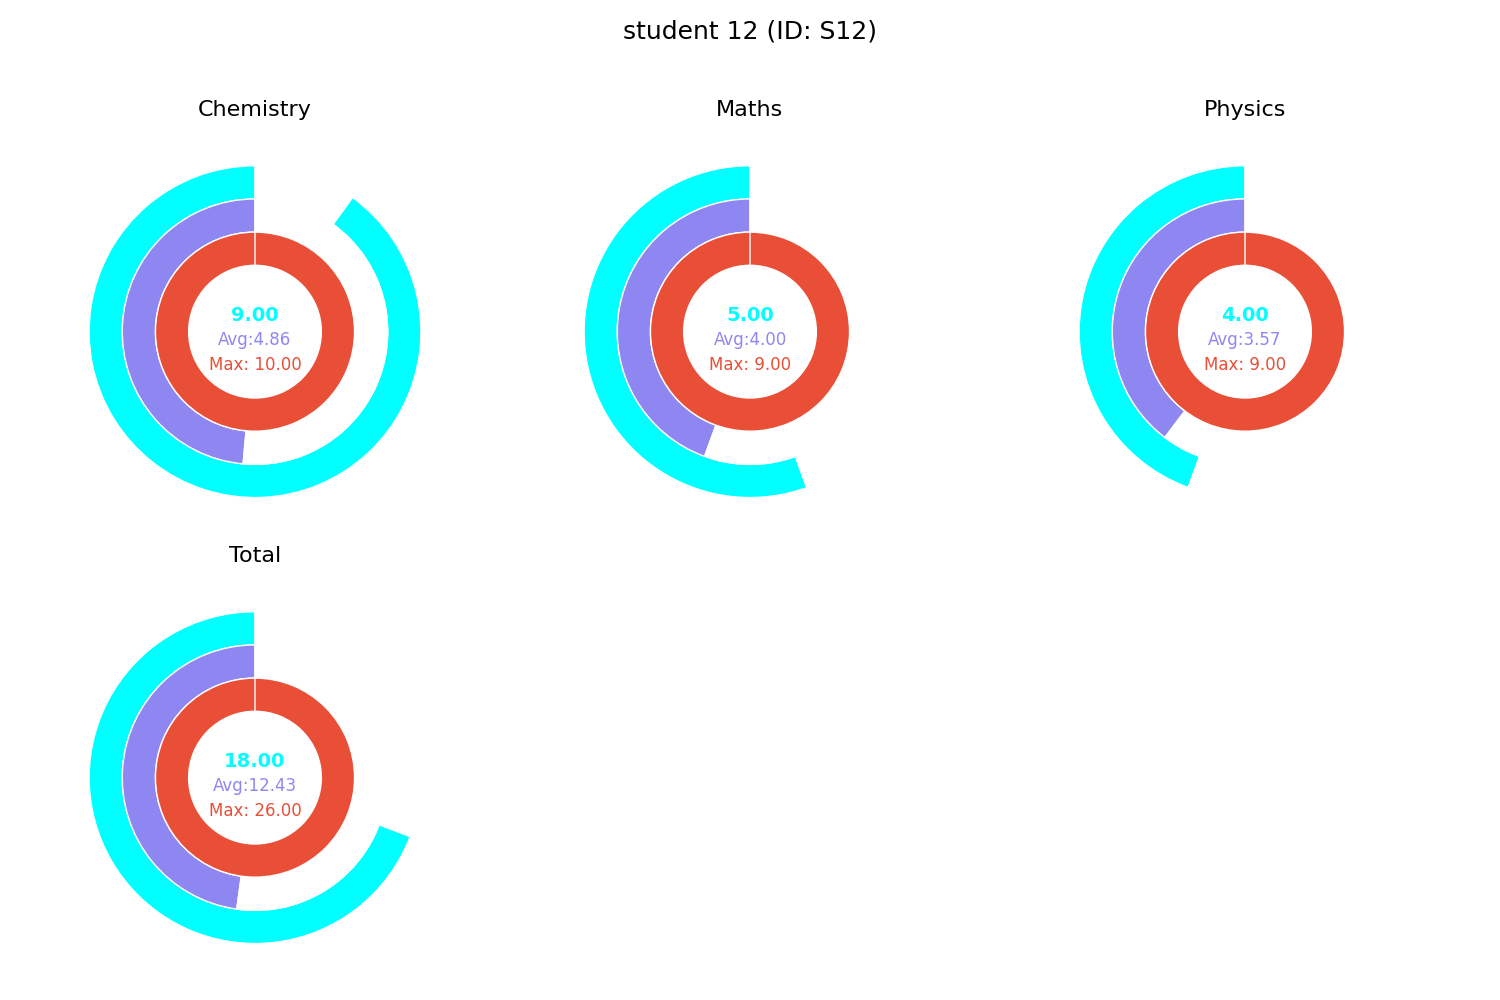 student 12 (ID: S12)
Chemistry
9.00
Avg:4.86
Max: 10.00
Maths
5.00
Avg:4.00
Max: 9.00
Physics
4.00
Avg:3.57
Max: 9.00
Total
18.00
Avg:12.43
Max: 26.00